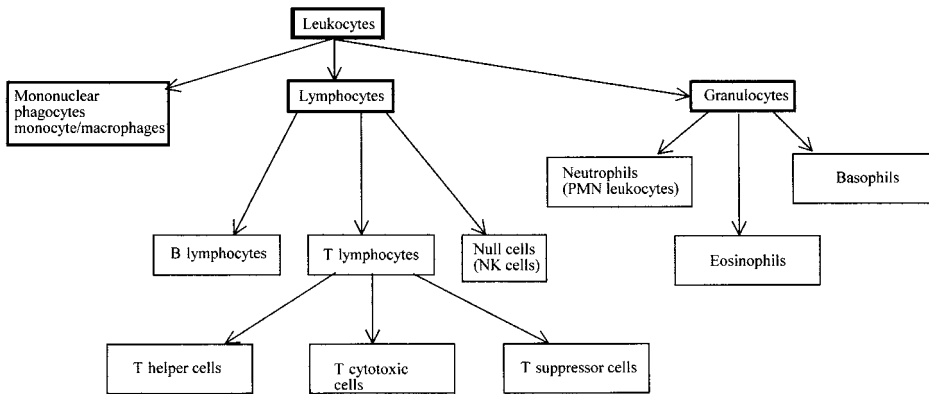 Leukocytes
Mononuclear
phagocytes
monocyte/macrophages
Lymphocytes
Granulocytes
Neutrophils
(PMN leukocytes)
Basophils
B lymphocytes
T lymphocytes
Null cells
(NK cells)
Eosinophils
T helper cells
T cytotoxic
cells
T suppressor cells